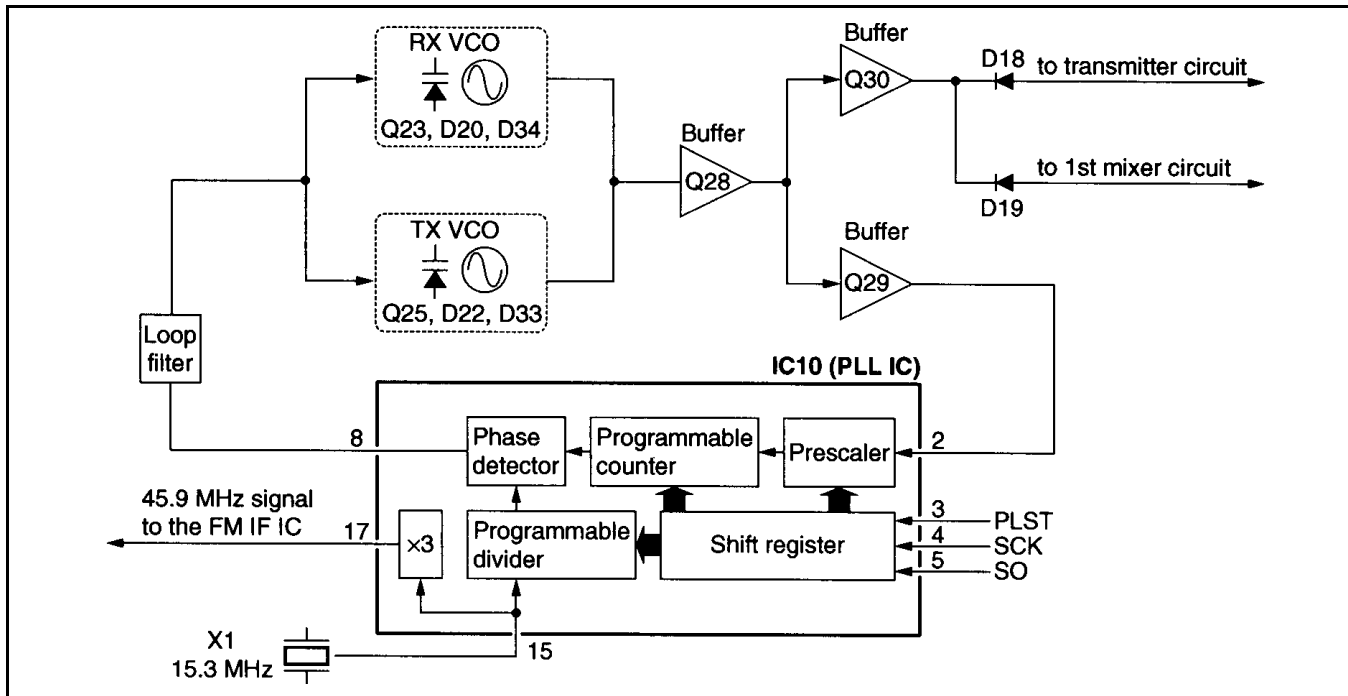 RX VCO
Q23, D20, D34
TX VCO
Q25, D22, D33
Loop
filter
Buffer
Q28
Buffer
Q30
D18
to transmitter circuit
to 1st mixer circuit
D19
Buffer
Q29
IC10 (PLL IC)
8
Phase
detector
Programmable
counter
Prescaler
2
45.9 MHz signal
to the FM IF IC
17
×3
Programmable
divider
Shift register
3
PLST
4
SCK
5
SO
X1
15.3 MHz
15